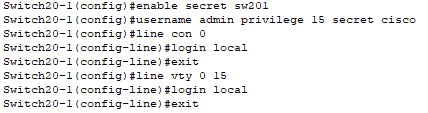 Switch20-1(config)#enable secret sw201
Switch20-1(config)#username admin privilege 15 secret cisco
Switch20-1(config)#line con 0
Switch20-1(config-line)#login local
Switch20-1(config-line)#exit
Switch20-1(config)#line vty 0 15
Switch20-1(config-line)#login local
Switch20-1(config-line)#exit